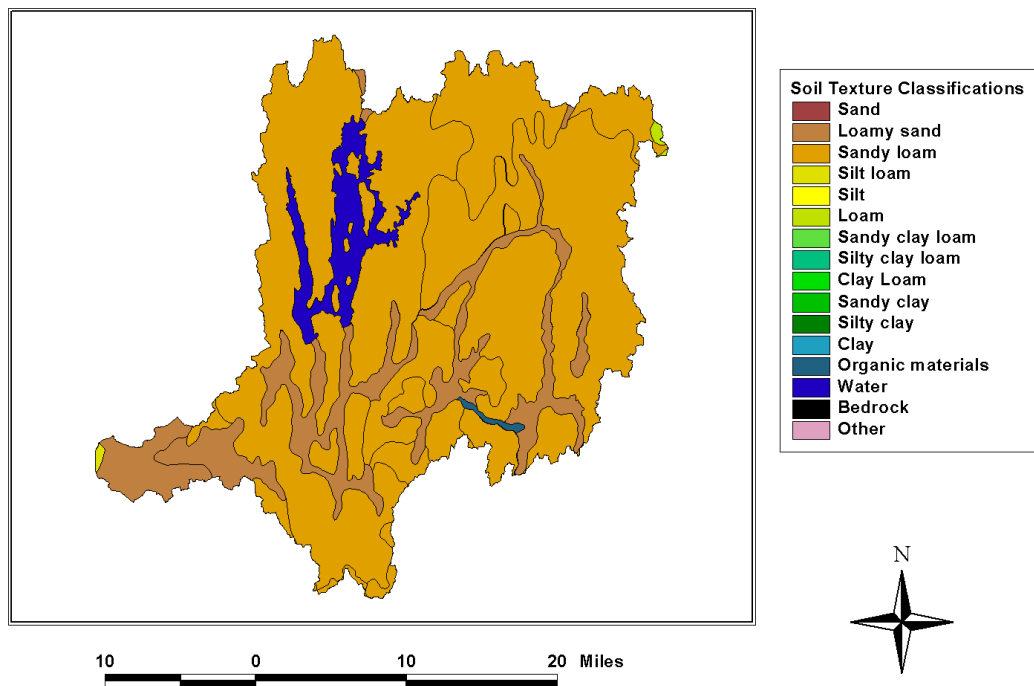 Soil Texture Classifications
Sand
Loamy sand
Sandy loam
Silt loam
Silt
Loam
Sandy clay loam
Silty clay loam
Clay Loam
Sandy clay
Silty clay
Clay
Organic materials
Water
Bedrock
Other
N
10 0 10 20 Miles